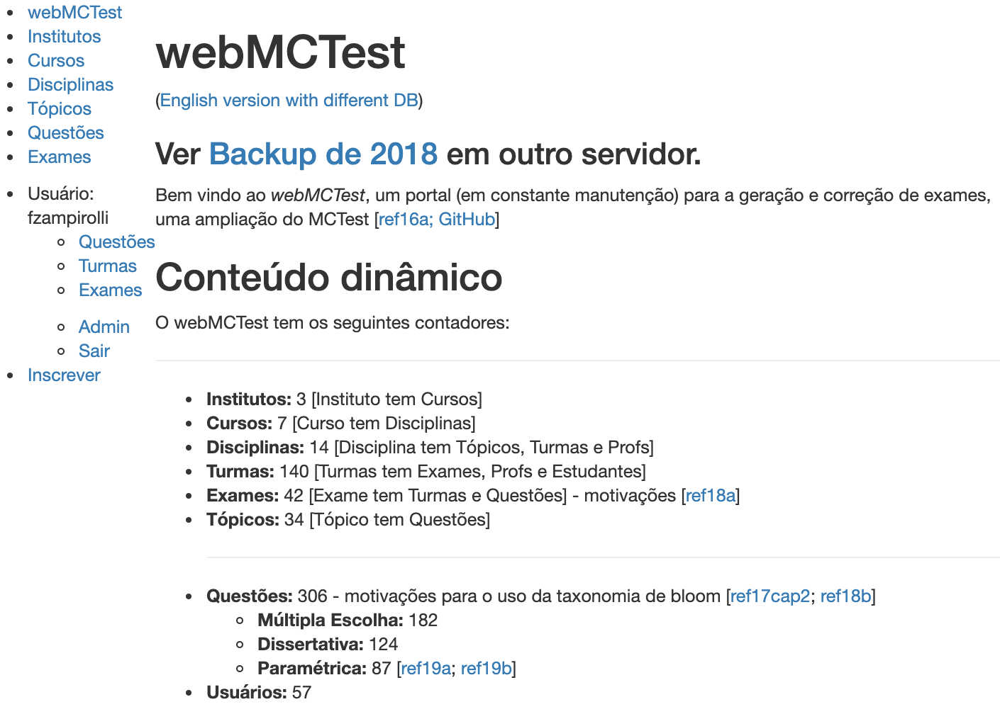 webMCTest
Institutos
Cursos
Disciplinas
Tópicos
Questões
Exames
Usuário:
fzampirolli
Questões
Turmas
Exames
Admin
Sair
Inscrever
webMCTest
(English version with different DB)
Ver Backup de 2018 em outro servidor.
Bem vindo ao webMCTest, um portal (em constante manutenção) para a geração e correção de exames,
uma ampliação do MCTest [ref16a; GitHub]
Conteúdo dinâmico
O webMCTest tem os seguintes contadores:
Institutos: 3 [Instituto tem Cursos]
Cursos: 7 [Curso tem Disciplinas]
Disciplinas: 14 [Disciplina tem Tópicos, Turmas e Profs]
Turmas: 140 [Turmas tem Exames, Profs e Estudantes]
Exames: 42 [Exame tem Turmas e Questões] - motivações [ref18a]
Tópicos: 34 [Tópico tem Questões]
Questões: 306 - motivações para o uso da taxonomia de bloom [ref17cap2; ref18b]
Múltipla Escolha: 182
Dissertativa: 124
Paramétrica: 87 [ref19a; ref19b]
Usuários: 57